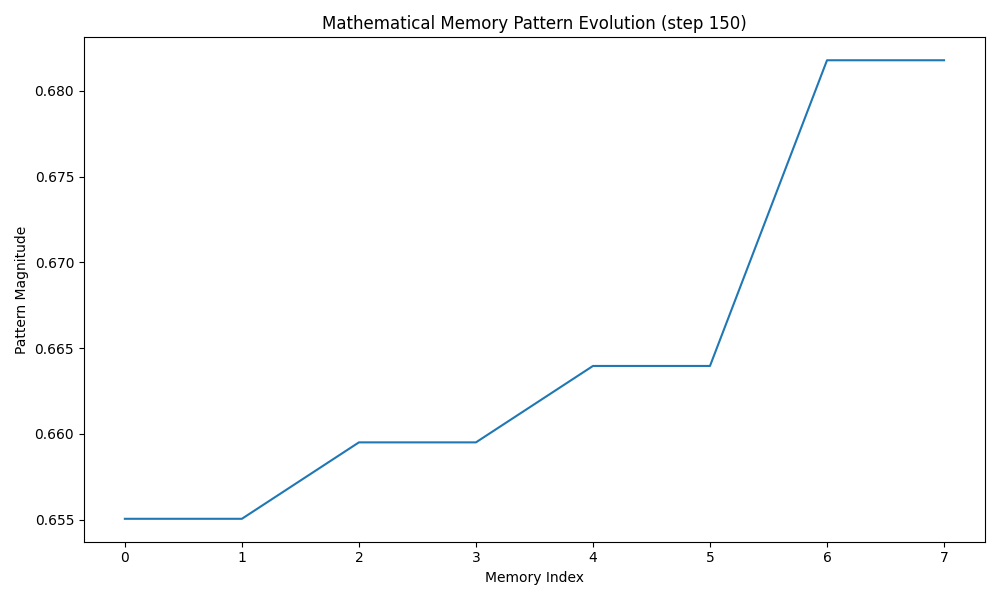 Mathematical Memory Pattern Evolution (step 150)
Pattern Magnitude
0.680
0.675
0.670
0.665
0.660
0.655
0 1 2 3 4 5 6 7
Memory Index